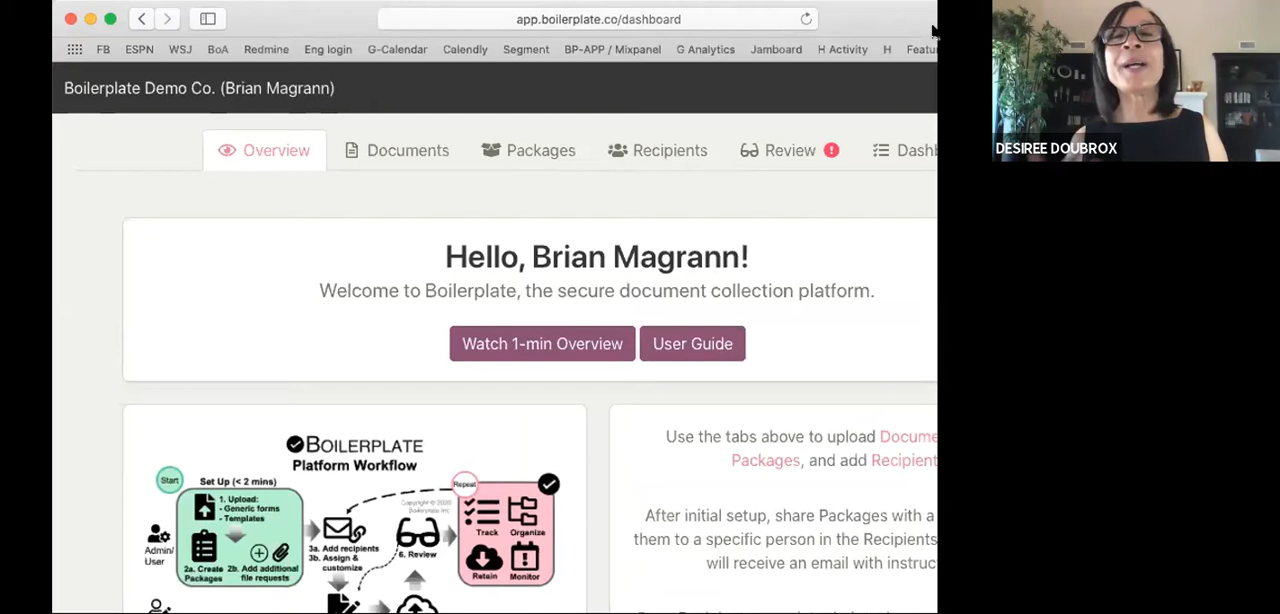 app.boilerplate.co/dashboard
FB ESPN WSJ BoA Redmine Eng login G-Calendar Calendly Segment BP-APP / Mixpanel G Analytics Jamboard H Activity H Featu
Boilerplate Demo Co. (Brian Magrann)
DESIREE DOUBROX
Overview Documents Packages Recipients Review Dashb
Hello, Brian Magrann!
Welcome to Boilerplate, the secure document collection platform.
Watch 1-min Overview User Guide
BOILERPLATE
Platform Workflow
Start
Set Up (< 2 mins)
1. Upload:
- Generic forms
- Templates
Admin/
User
2a. Create
Packages
2b. Add additional
file requests
3a. Add recipients
3b. Assign &
customize
Copyright © 2020
Boilerplate Inc
6. Review
Repeat
Track Organize
Retain Monitor
Use the tabs above to upload Docume
Packages, and add Recipient
After initial setup, share Packages with a
them to a specific person in the Recipients
will receive an email with instruc